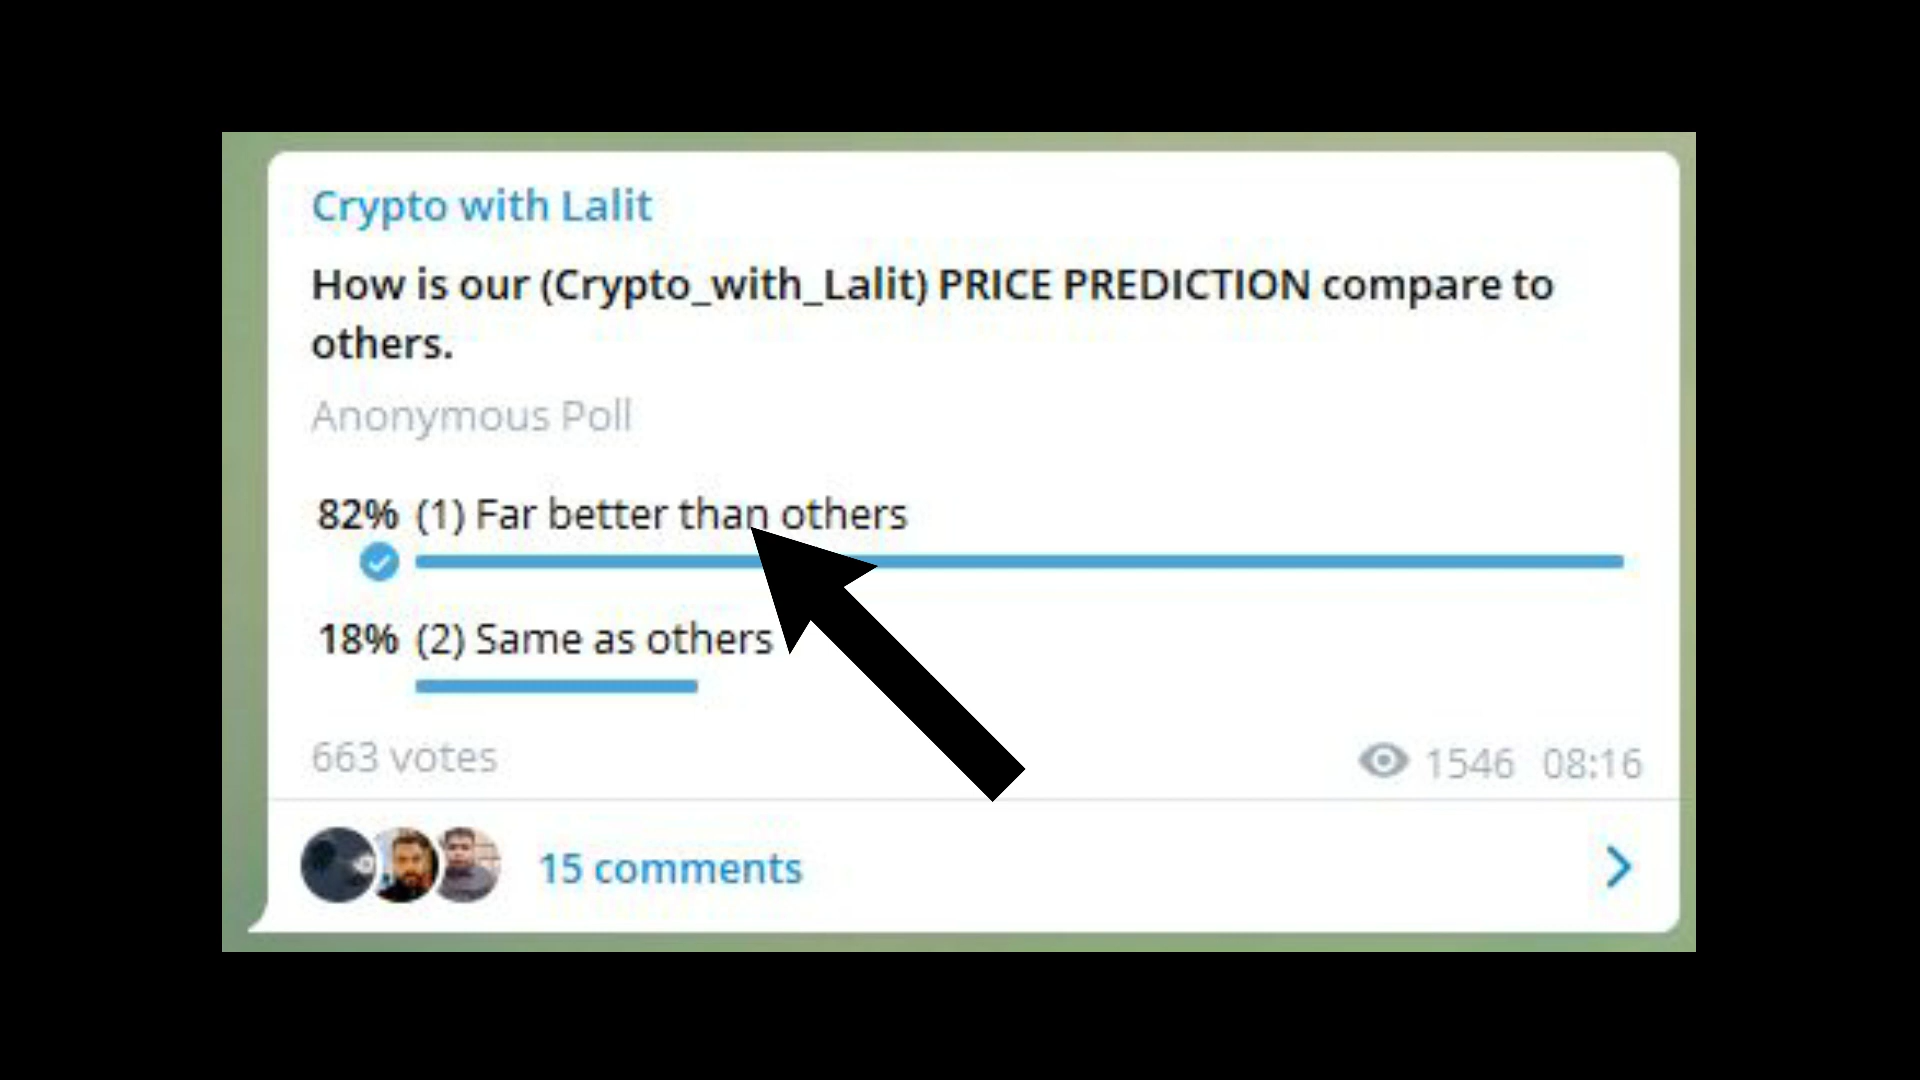 Crypto with Lalit
How is our (Crypto_with_Lalit) PRICE PREDICTION compare to
others.
Anonymous Poll
82% (1) Far better than others
18% (2) Same as others
663 votes
1546 08:16
15 comments